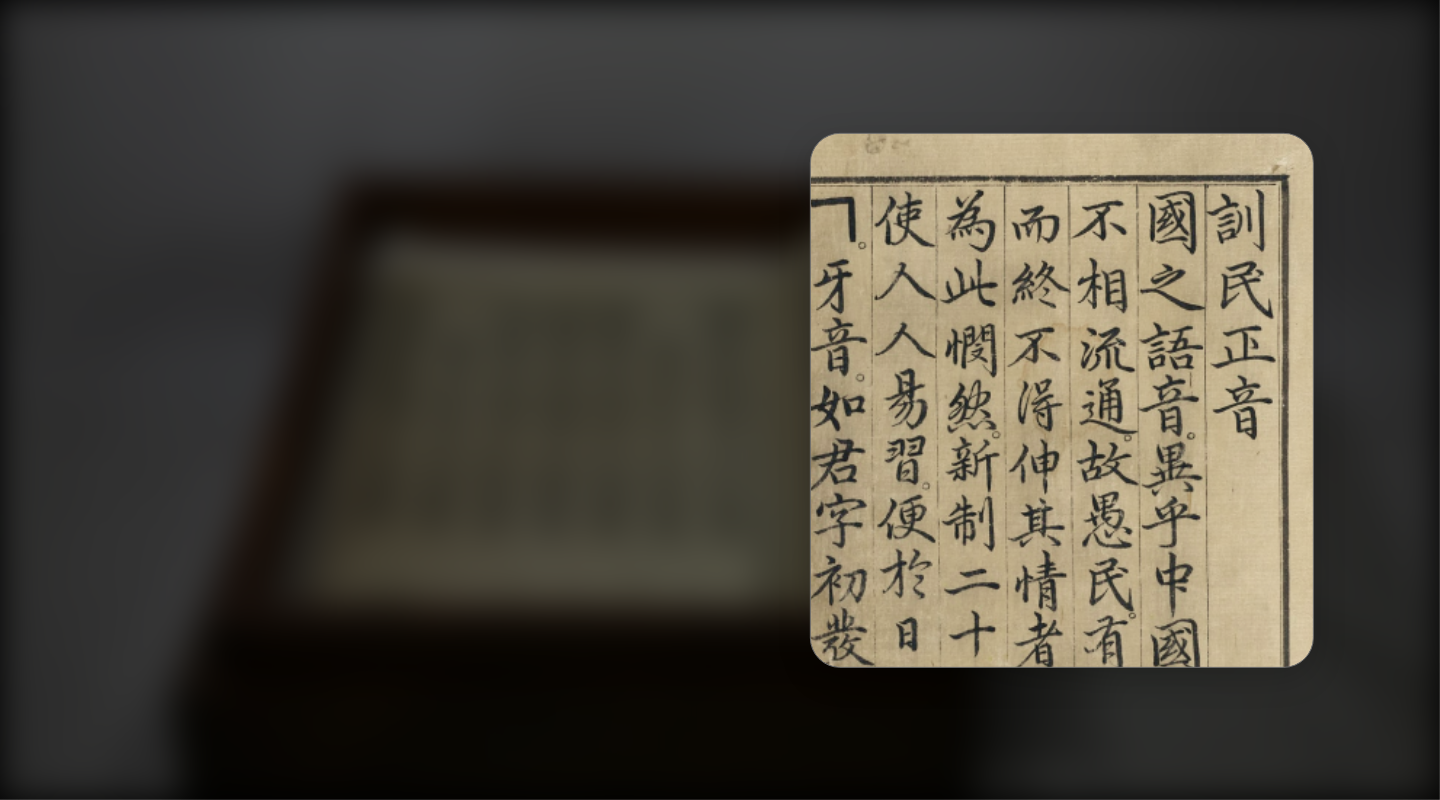 訓民正音
國之語音。異乎中國
不相流通。故愚民。有
而終不得伸其情者
為此憫然。新制二十
使人人易習。便於日
ㄱ。牙音。如君字初發